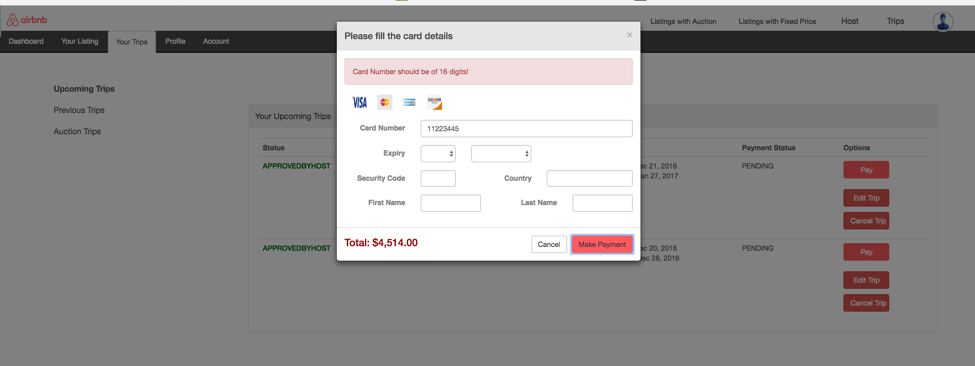 airbnb
Listings with Auction Listings with Fixed Price Host Trips
Dashboard Your Listing Your Trips Profile Account
Please fill the card details ×
Card Number should be of 16 digits!
VISA MasterCard DISCOVER
Card Number 11223445
Expiry
Security Code Country
First Name Last Name
Total: $4,514.00 Cancel Make Payment
Upcoming Trips
Previous Trips
Auction Trips
Your Upcoming Trips
Status Payment Status Options
APPROVEDBYHOST ec 21, 2016 PENDING Pay
an 27, 2017
Edit Trip
Cancel Trip
APPROVEDBYHOST ec 20, 2016 PENDING Pay
ec 28, 2016
Edit Trip
Cancel Trip